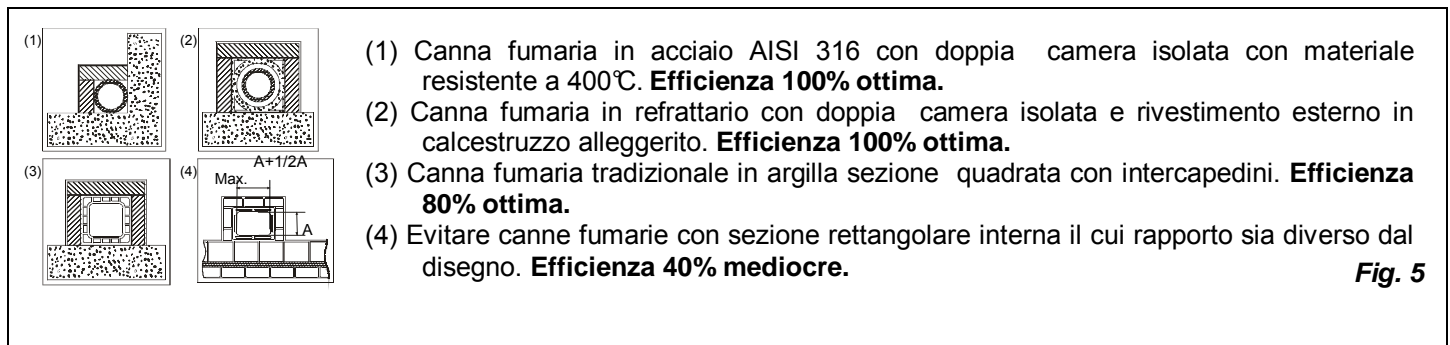 (1)
(2)
(3)
(4)
A+1/2A
Max.
A
(1) Canna fumaria in acciaio AISI 316 con doppia camera isolata con materiale
resistente a 400℃. Efficienza 100% ottima.
(2) Canna fumaria in refrattario con doppia camera isolata e rivestimento esterno in
calcestruzzo alleggerito. Efficienza 100% ottima.
(3) Canna fumaria tradizionale in argilla sezione quadrata con intercapedini. Efficienza
80% ottima.
(4) Evitare canne fumarie con sezione rettangolare interna il cui rapporto sia diverso dal
disegno. Efficienza 40% mediocre.
Fig. 5